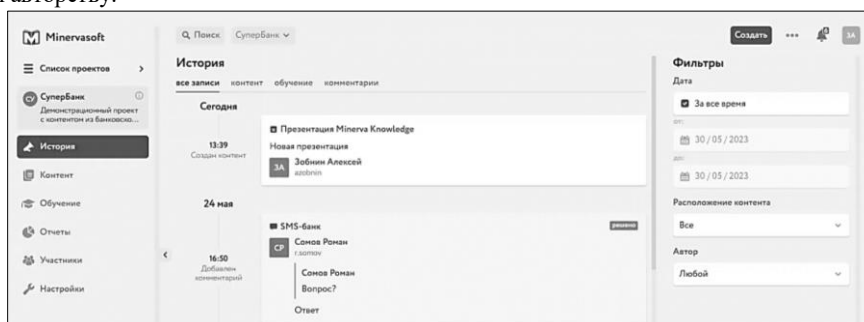 авторству.
Minervasoft
Поиск СуперБанк
Создать
ЗА
Список проектов
СУ СуперБанк
Демонстрационный проект
с контентом из банковско...
История
Контент
Обучение
Отчеты
Участники
Настройки
История
все записи контент обучение комментарии
Сегодня
13:39
Создан контент
Презентация Minerva Knowledge
Новая презентация
ЗА Зобнин Алексей
azobnin
24 мая
16:50
Добавлен
комментарий
SMS-банк
решено
СР Сомов Роман
r.somov
Сомов Роман
Вопрос?
Ответ
Фильтры
Дата
За все время
от:
30 / 05 / 2023
до:
30 / 05 / 2023
Расположение контента
Все
Автор
Любой